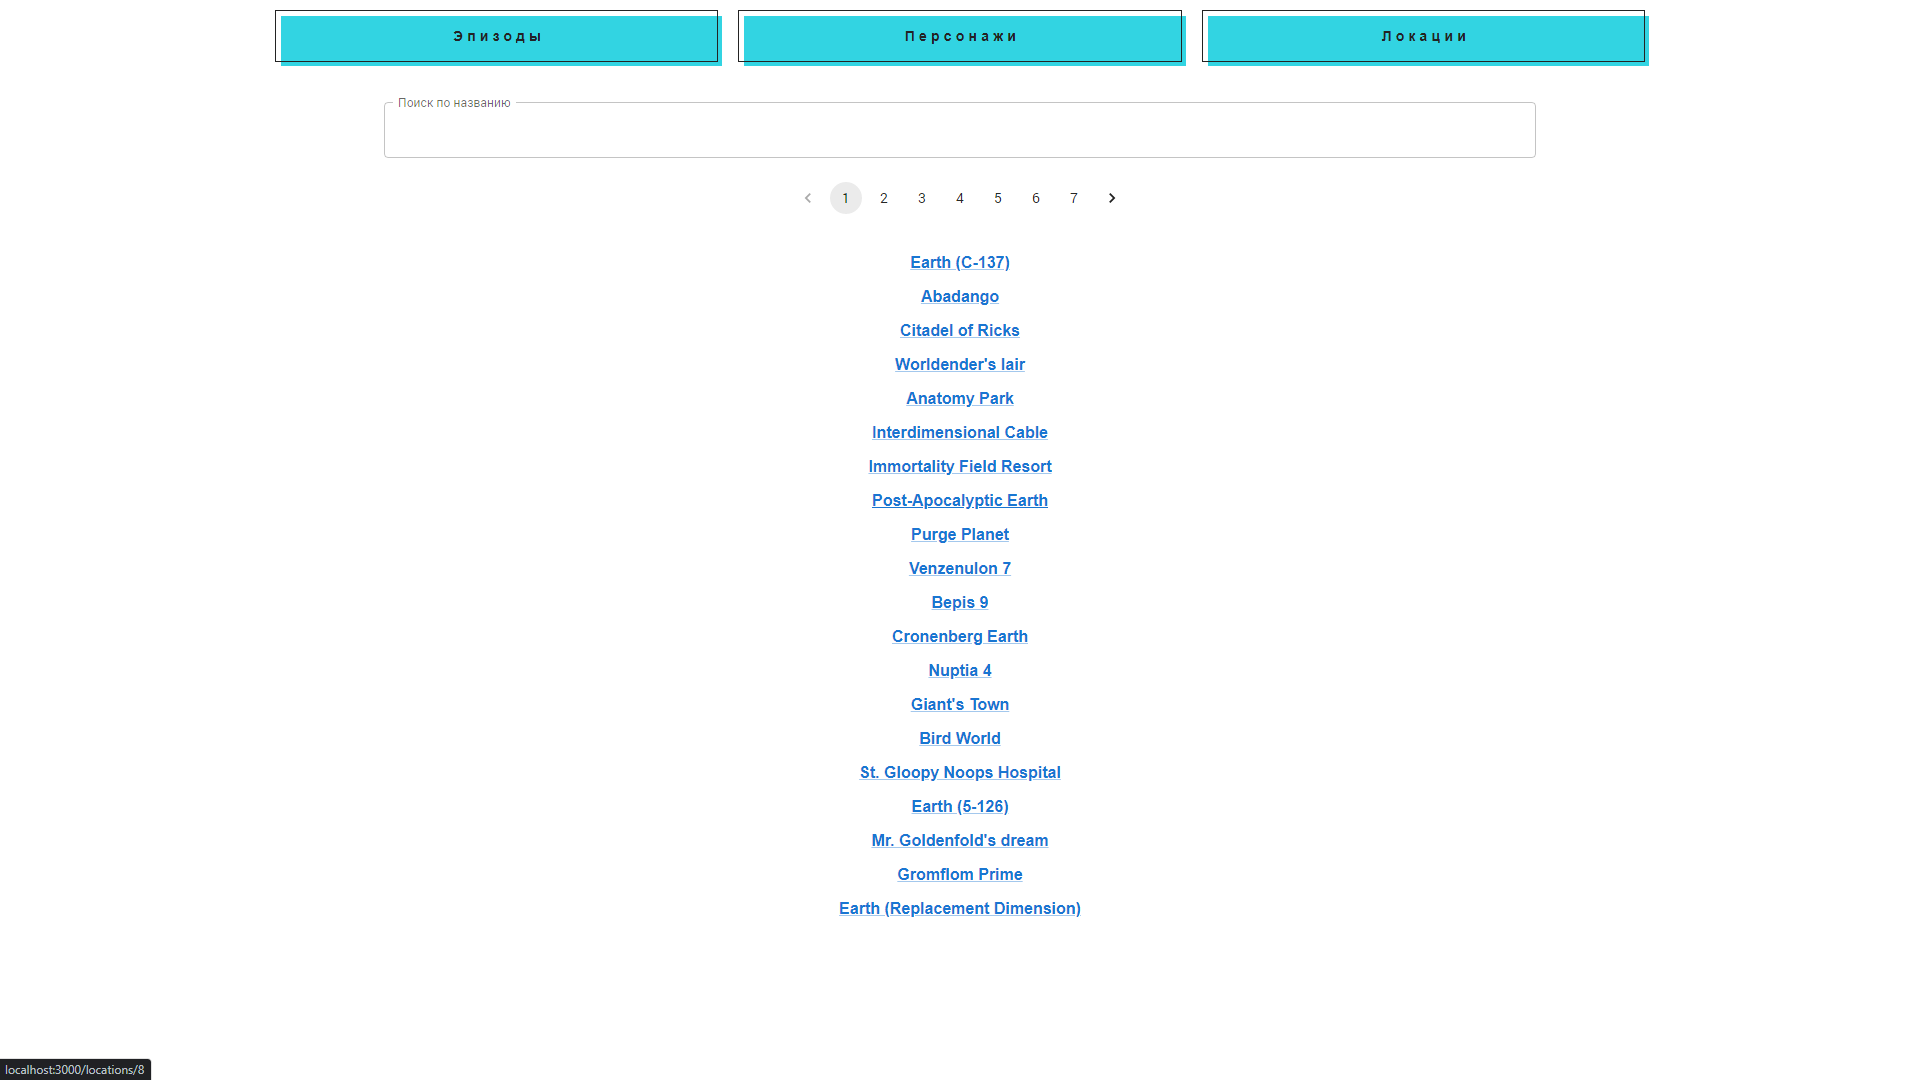 Эпизоды
Персонажи
Локации
Поиск по названию
1 2 3 4 5 6 7
Earth (C-137)
Abadango
Citadel of Ricks
Worldender's lair
Anatomy Park
Interdimensional Cable
Immortality Field Resort
Post-Apocalyptic Earth
Purge Planet
Venzenulon 7
Bepis 9
Cronenberg Earth
Nuptia 4
Giant's Town
Bird World
St. Gloopy Noops Hospital
Earth (5-126)
Mr. Goldenfold's dream
Gromflom Prime
Earth (Replacement Dimension)
localhost:3000/locations/8